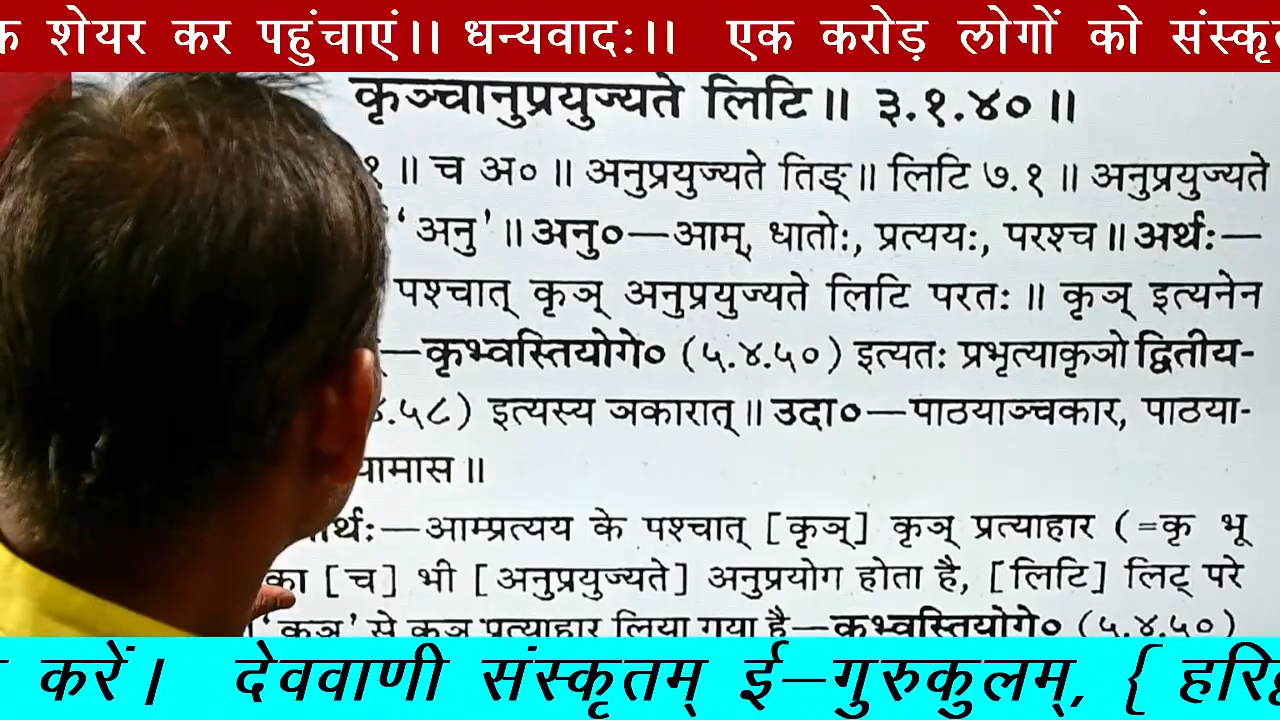 शेयर कर पहुंचाएं।। धन्यवादः।। एक करोड़ लोगों को
कृञ्चानुप्रयुज्यते लिटि॥ ३.१.४०॥
१॥ च अ०॥ अनुप्रयुज्यते तिङ्॥ लिटि ७.१॥ अनुप्रयुज्यते
'अनु'॥ अनु०—आम्, धातोः, प्रत्ययः, परश्च॥ अर्थः—
पश्चात् कृञ् अनुप्रयुज्यते लिटि परतः॥ कृञ् इत्यनेन
—कृभ्वस्तियोगे० (५.४.५०) इत्यतः प्रभृत्याकृञो द्वितीय-
.५८) इत्यस्य ञकारात्॥ उदा०—पाठयाञ्चकार, पाठया-
यामास॥
र्थः—आम्प्रत्यय के पश्चात् [कृञ्] कृञ् प्रत्याहार (=कृ भू
का [च] भी [अनुप्रयुज्यते] अनुप्रयोग होता है, [लिटि] लिट् परे
'कृञ्' से कृञ् प्रत्याहार लिया गया है—कृभ्वस्तियोगे० (५.४.५०)
करें। देववाणी संस्कृतम् ई–गुरुकुलम्, {